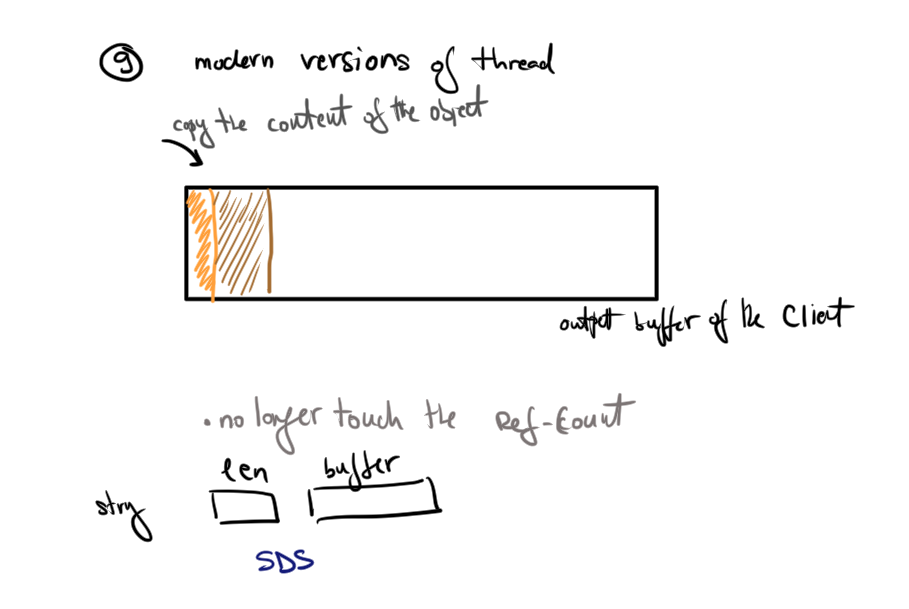 9 modern versions of thread
copy the content of the object
output buffer of the Client
• no longer touch the Ref-Count
len buffer
SDS